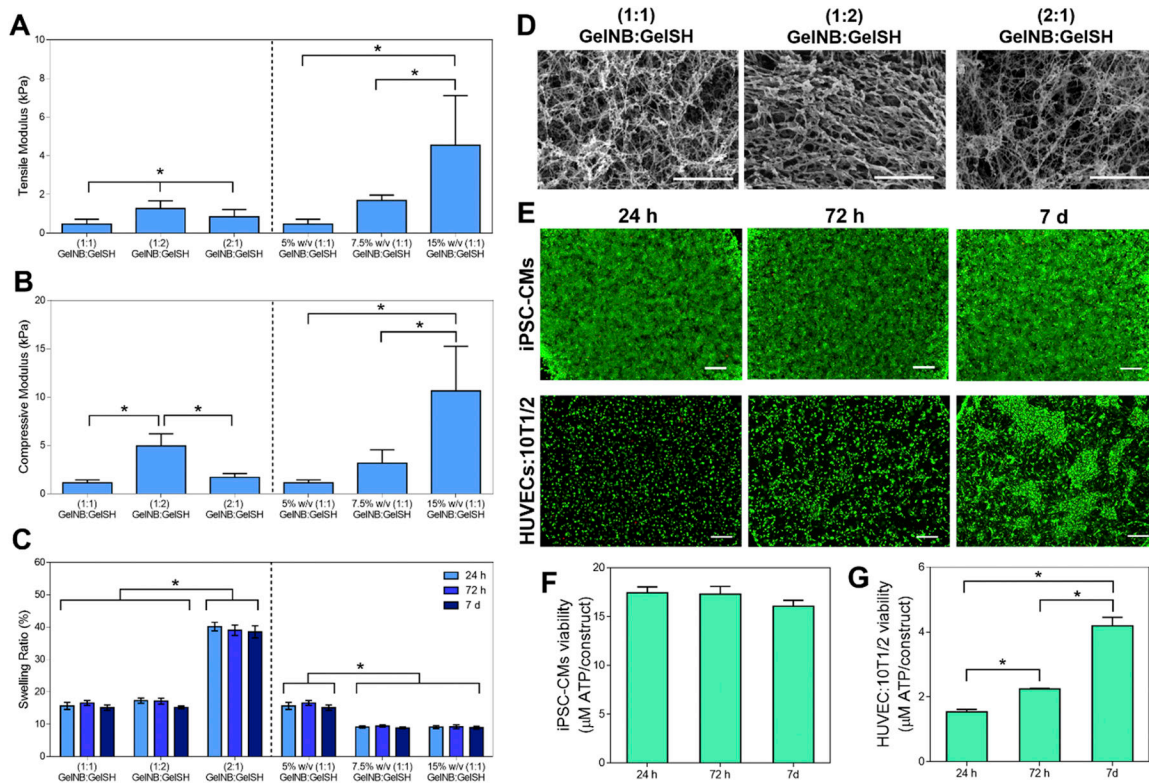 A
Tensile Modulus (kPa)
10
8
6
4
2
0
*
*
*
(1:1)
GelNB:GelSH
(1:2)
GelNB:GelSH
(2:1)
GelNB:GelSH
5% w/v (1:1)
GelNB:GelSH
7.5% w/v (1:1)
GelNB:GelSH
15% w/v (1:1)
GelNB:GelSH
B
Compressive Modulus (kPa)
20
15
10
5
0
*
*
*
*
(1:1)
GelNB:GelSH
(1:2)
GelNB:GelSH
(2:1)
GelNB:GelSH
5% w/v (1:1)
GelNB:GelSH
7.5% w/v (1:1)
GelNB:GelSH
15% w/v (1:1)
GelNB:GelSH
C
Swelling Ratio (%)
60
40
20
0
*
*
24 h
72 h
7 d
(1:1)
GelNB:GelSH
(1:2)
GelNB:GelSH
(2:1)
GelNB:GelSH
5% w/v (1:1)
GelNB:GelSH
7.5% w/v (1:1)
GelNB:GelSH
15% w/v (1:1)
GelNB:GelSH
D
(1:1)
GelNB:GelSH
(1:2)
GelNB:GelSH
(2:1)
GelNB:GelSH
E
24 h
72 h
7 d
iPSC-CMs
HUVECs:10T1/2
F
iPSC-CMs viability
(μM ATP/construct)
20
15
10
5
0
24 h
72 h
7d
G
HUVEC:10T1/2 viability
(μM ATP/construct)
6
4
2
0
*
*
*
24 h
72 h
7d